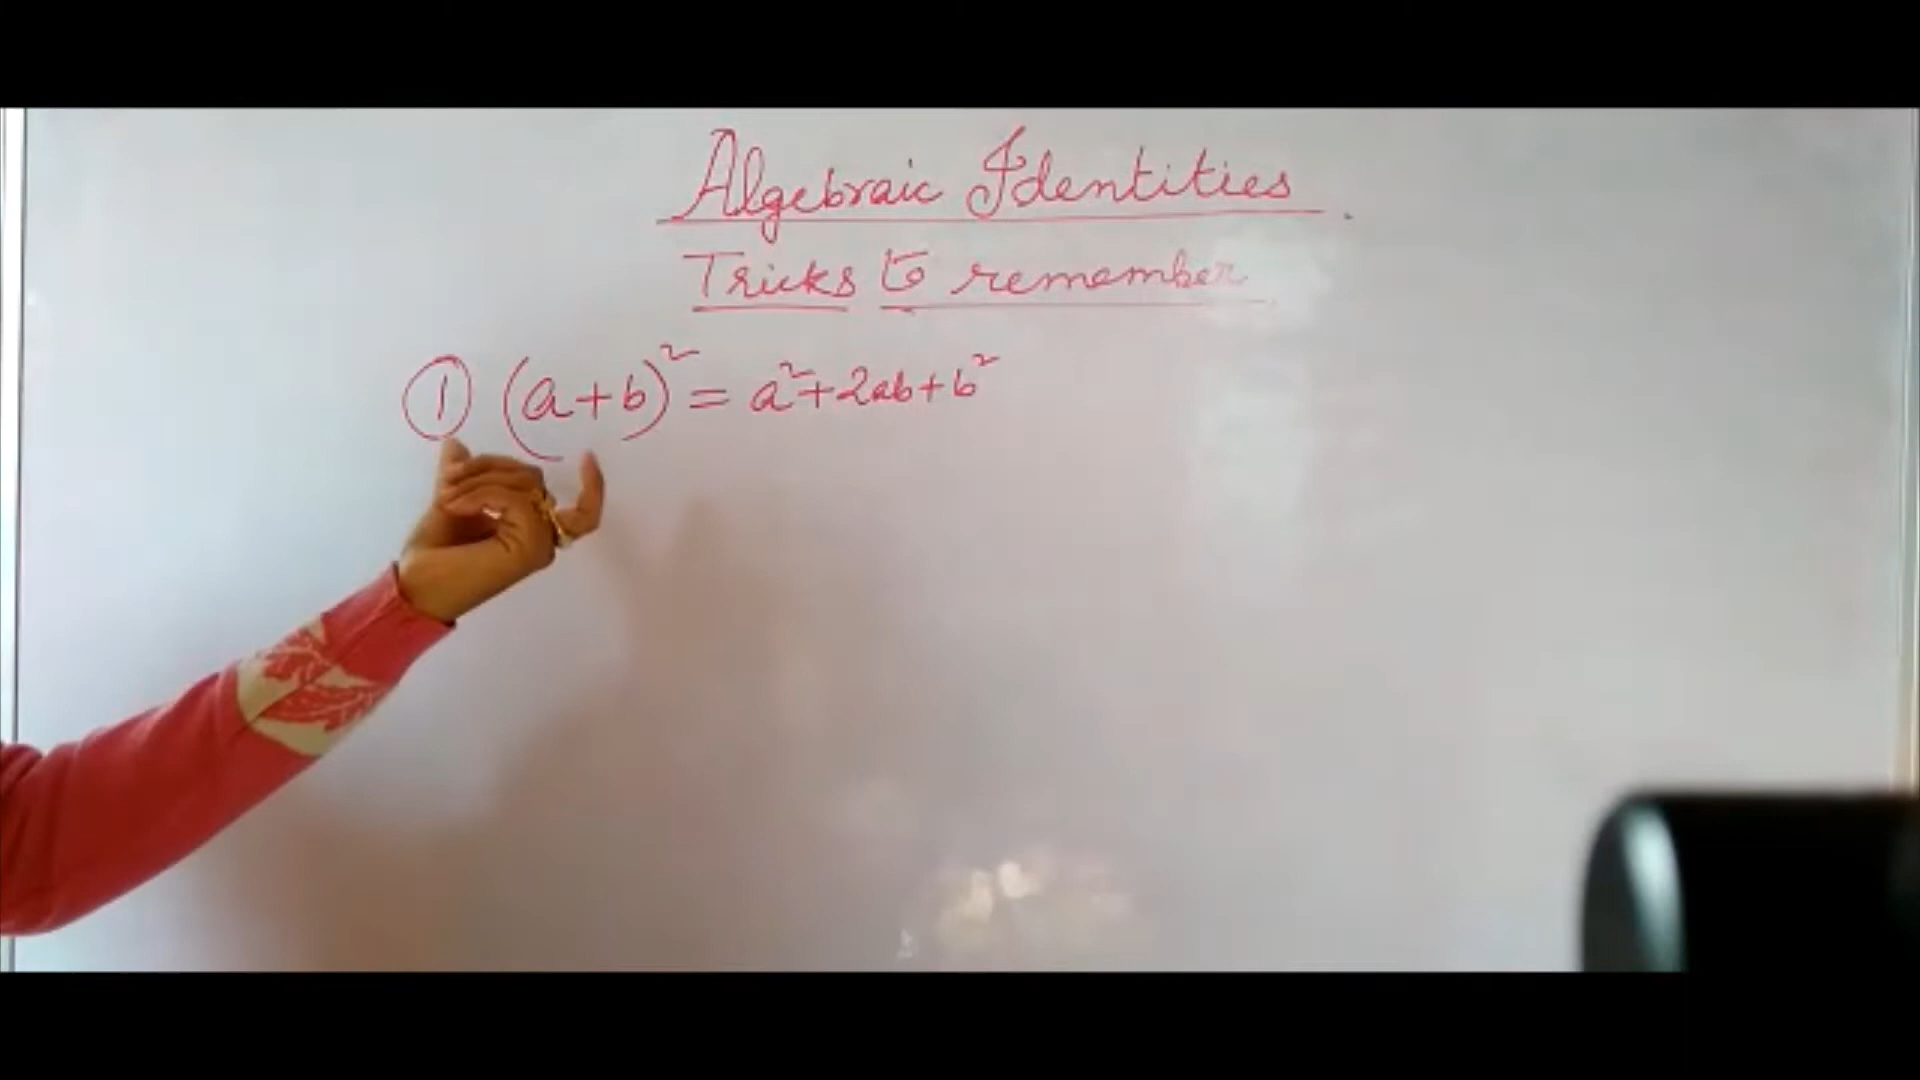 Algebraic Identities.
Tricks to remember
① (a+b)² = a²+2ab+b²